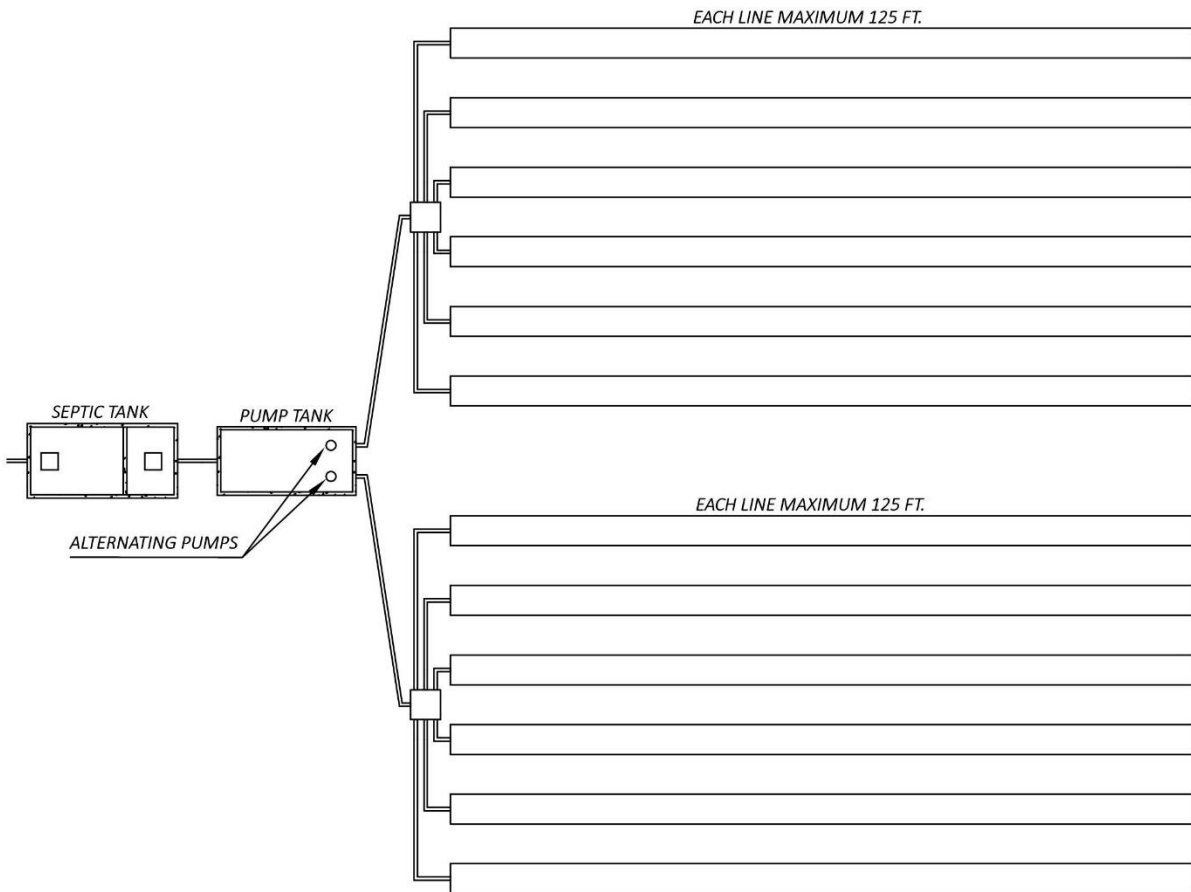 EACH LINE MAXIMUM 125 FT.
SEPTIC TANK
PUMP TANK
EACH LINE MAXIMUM 125 FT.
ALTERNATING PUMPS